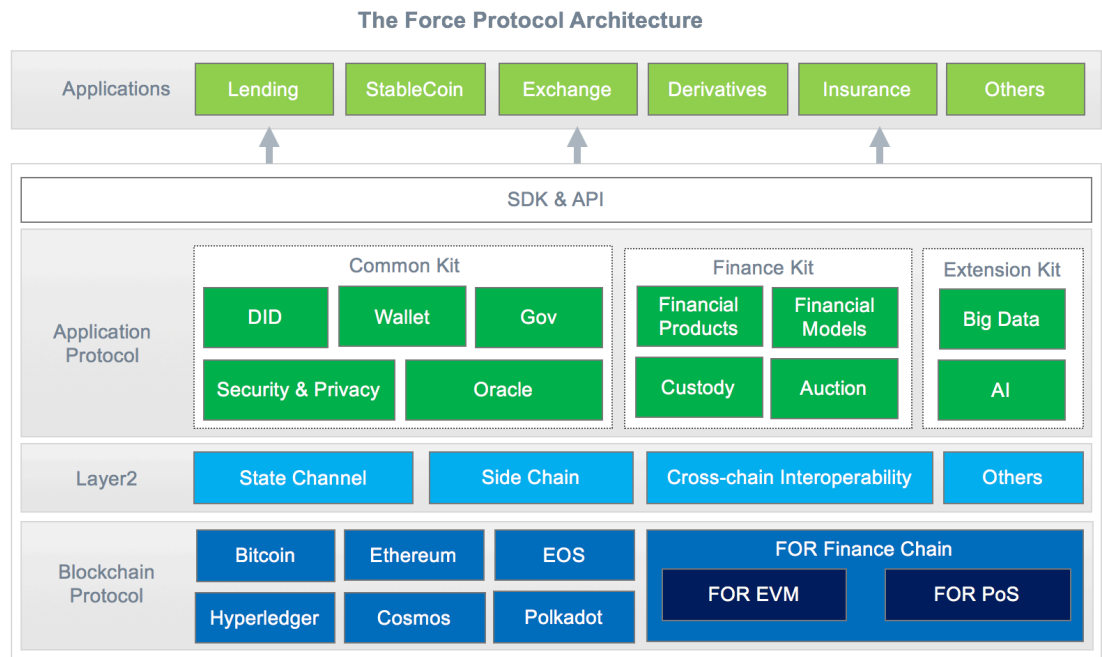 The Force Protocol Architecture
Applications
Lending
StableCoin
Exchange
Derivatives
Insurance
Others
SDK & API
Application
Protocol
Common Kit
DID
Wallet
Gov
Security & Privacy
Oracle
Finance Kit
Financial
Products
Financial
Models
Custody
Auction
Extension Kit
Big Data
AI
Layer2
State Channel
Side Chain
Cross-chain Interoperability
Others
Blockchain
Protocol
Bitcoin
Ethereum
EOS
Hyperledger
Cosmos
Polkadot
FOR Finance Chain
FOR EVM
FOR PoS